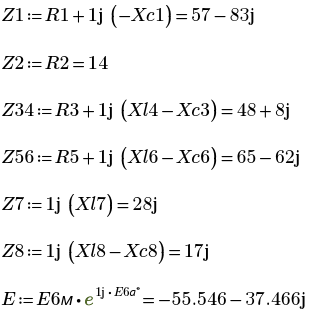 Z1 := R1 + 1j (−Xc1) = 57 − 83j
Z2 := R2 = 14
Z34 := R3 + 1j (Xl4 − Xc3) = 48 + 8j
Z56 := R5 + 1j (Xl6 − Xc6) = 65 − 62j
Z7 := 1j (Xl7) = 28j
Z8 := 1j (Xl8 − Xc8) = 17j
E := E6м · e^{1j · E6a°} = −55.546 − 37.466j